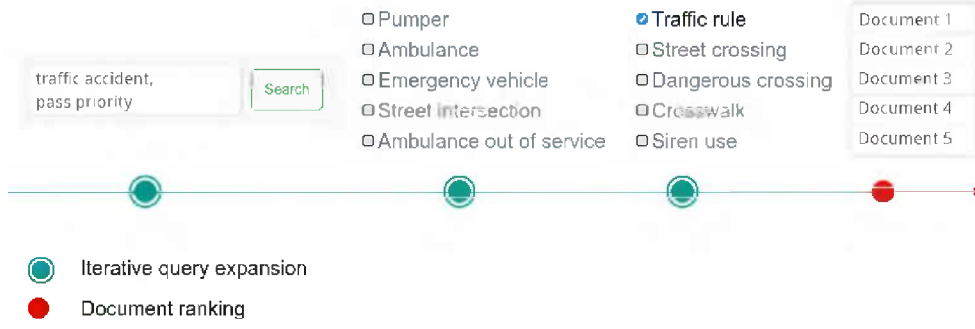 traffic accident,
pass priority
Search
Pumper
Ambulance
Emergency vehicle
Street intersection
Ambulance out of service
Traffic rule
Street crossing
Dangerous crossing
Crosswalk
Siren use
Document 1
Document 2
Document 3
Document 4
Document 5
Iterative query expansion
Document ranking